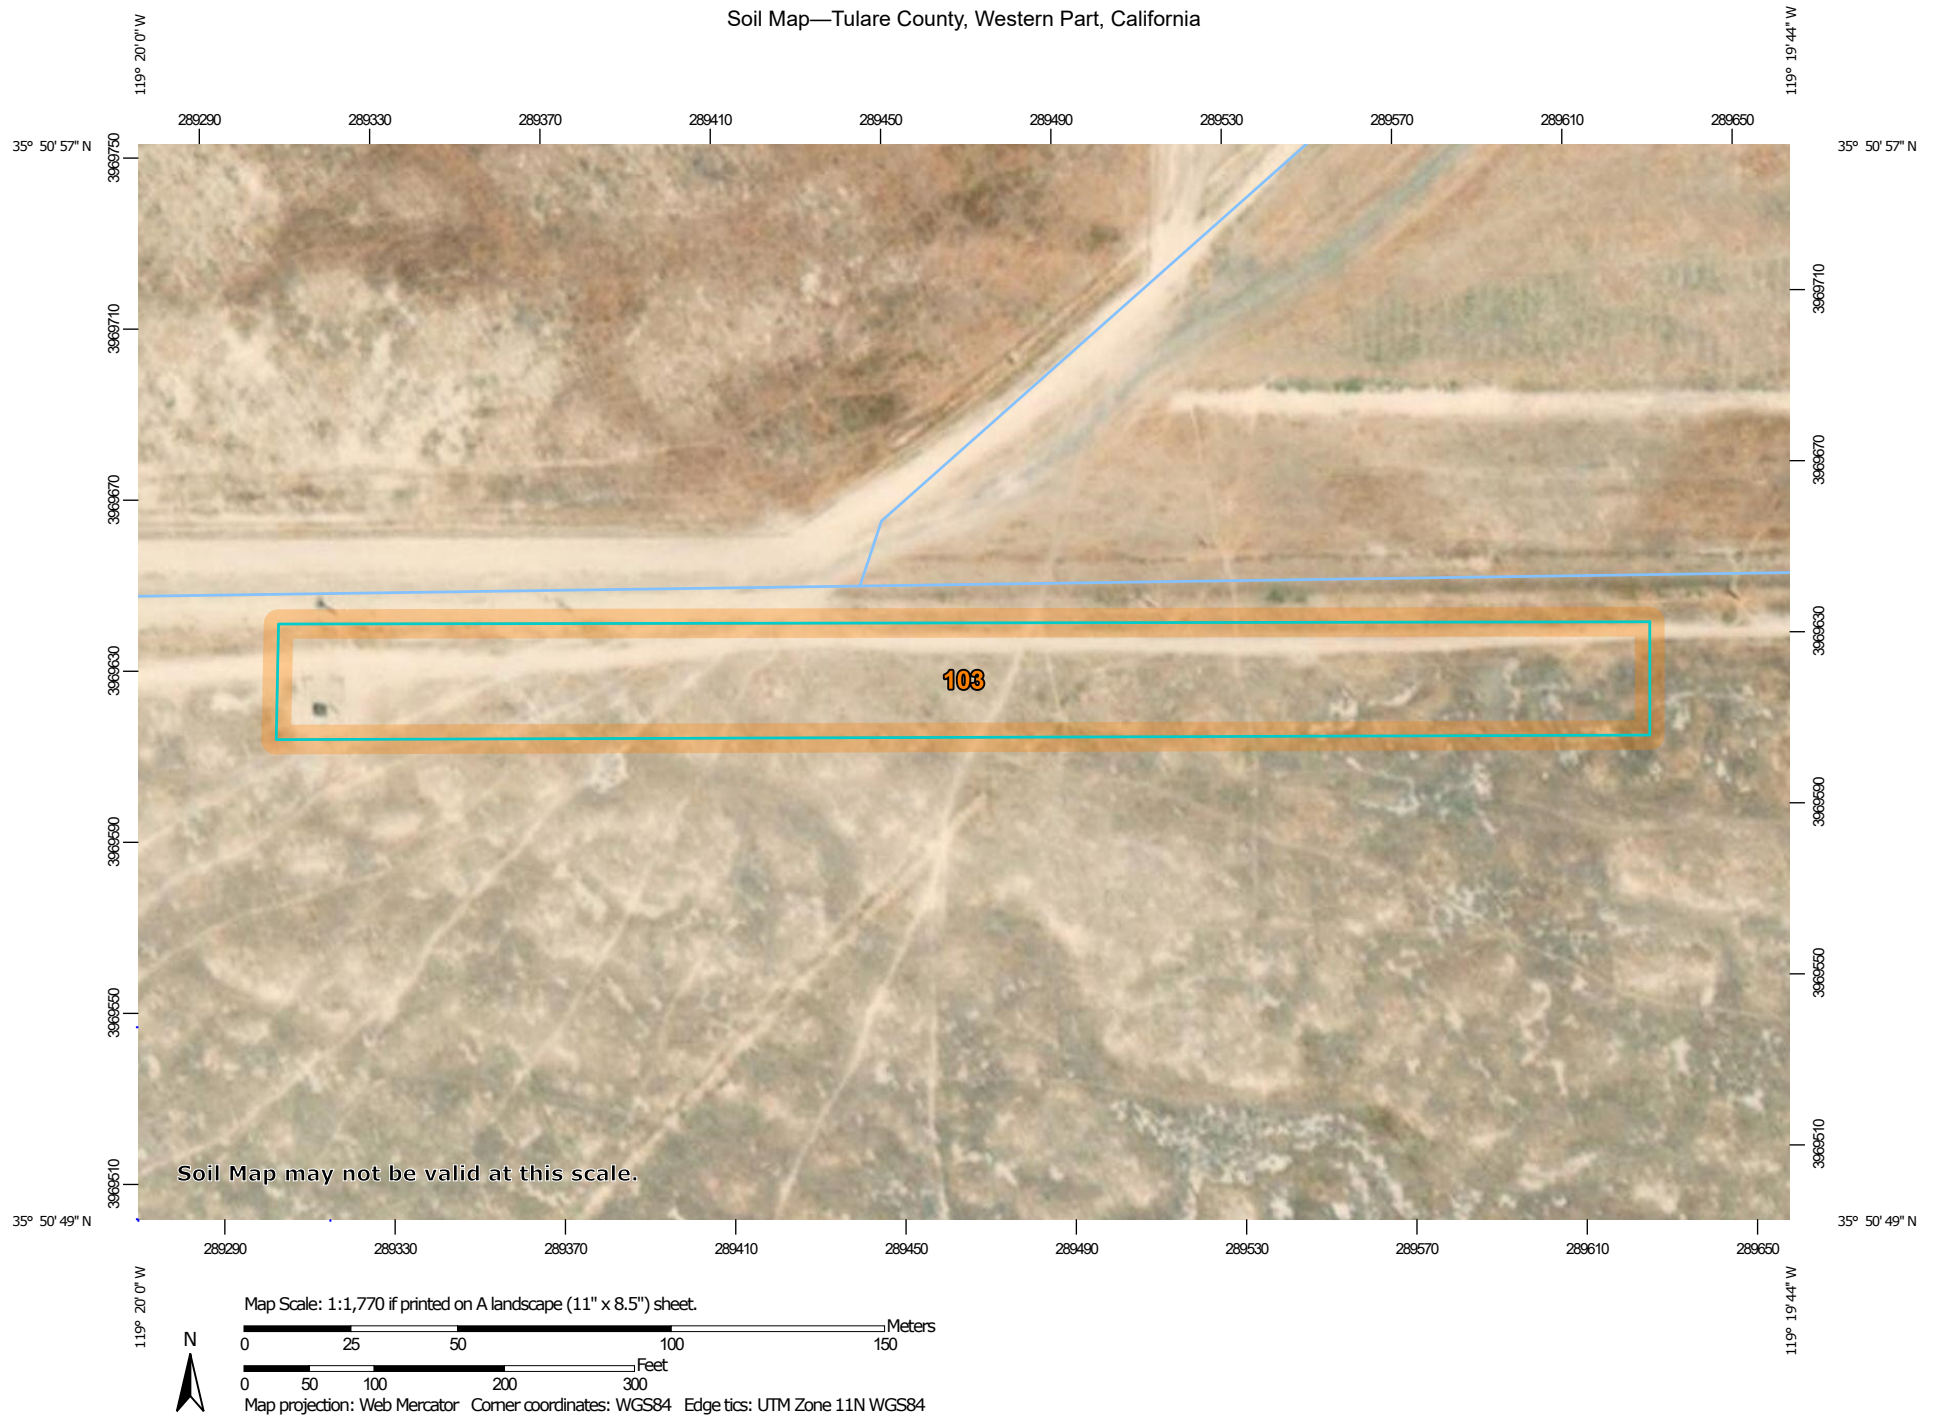 Soil Map—Tulare County, Western Part, California
119° 20' 0'' W
119° 19' 44'' W
289290 289330 289370 289410 289450 289490 289530 289570 289610 289650
35° 50' 57'' N
35° 50' 57'' N
3969750
3969710
3969710
3969670
3969670
3969630
3969630
103
3969590
3969590
3969550
3969550
3969510
3969510
Soil Map may not be valid at this scale.
35° 50' 49'' N
35° 50' 49'' N
289290 289330 289370 289410 289450 289490 289530 289570 289610 289650
119° 20' 0'' W
119° 19' 44'' W
Map Scale: 1:1,770 if printed on A landscape (11" x 8.5") sheet.
Meters
N
0 25 50 100 150
Feet
0 50 100 200 300
Map projection: Web Mercator Corner coordinates: WGS84 Edge tics: UTM Zone 11N WGS84